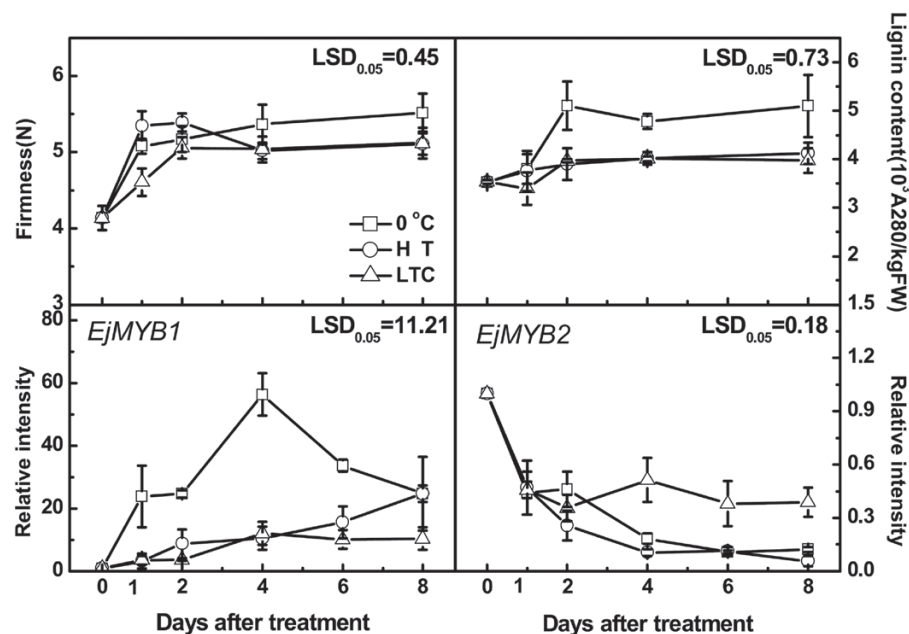 LSD0.05=0.45
6
5
4
3
Firmness(N)
0 °C
H T
LTC
LSD0.05=0.73
6
5
4
3
1.5
Lignin content(10³A280/kgFW)
EjMYB1
LSD0.05=11.21
80
60
40
20
0
Relative intensity
0 1 2 4 6 8
Days after treatment
EjMYB2
LSD0.05=0.18
1.2
0.9
0.6
0.3
0.0
Relative intensity
0 1 2 4 6 8
Days after treatment